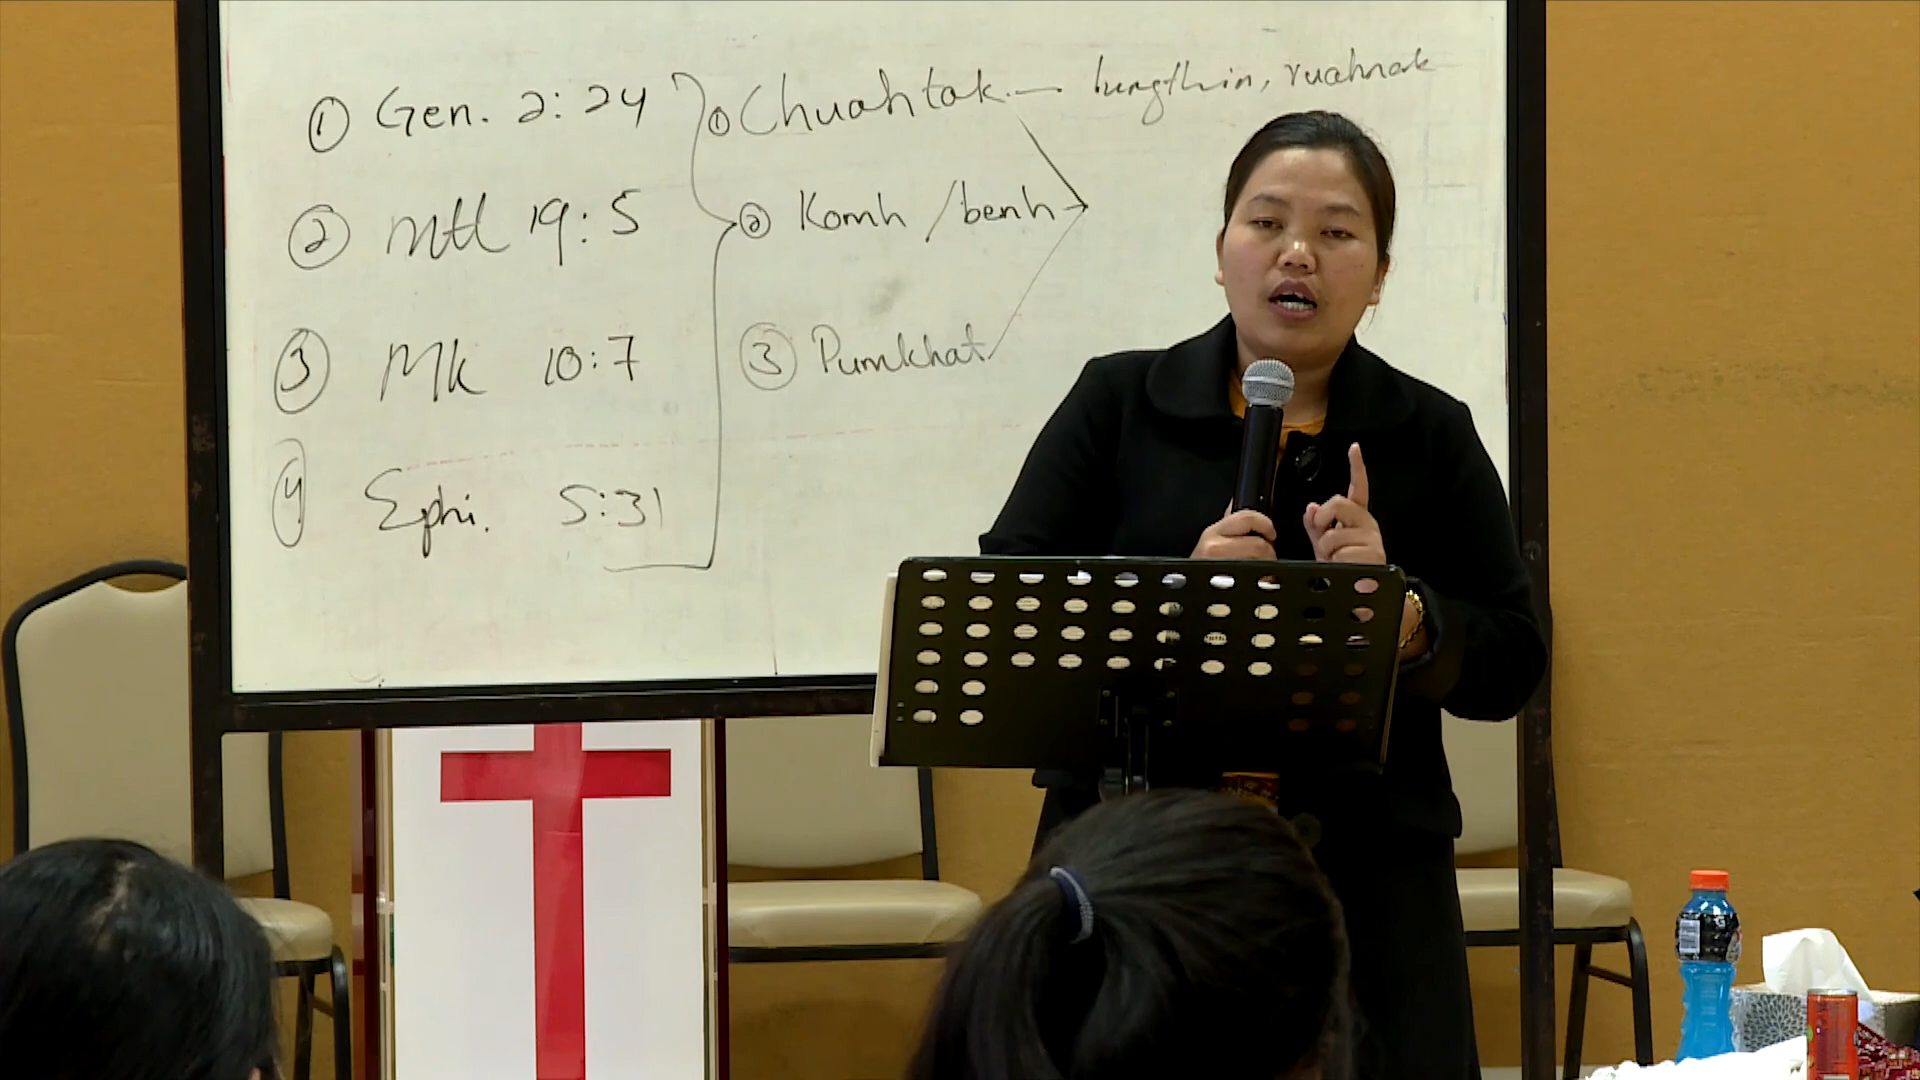 ① Gen. 2:24
② Mtt 19:5
③ Mk 10:7
④ Ephi. 5:31
① Chuahtak — lungthin, ruahnak
② Komh / benh
③ Pumkhat